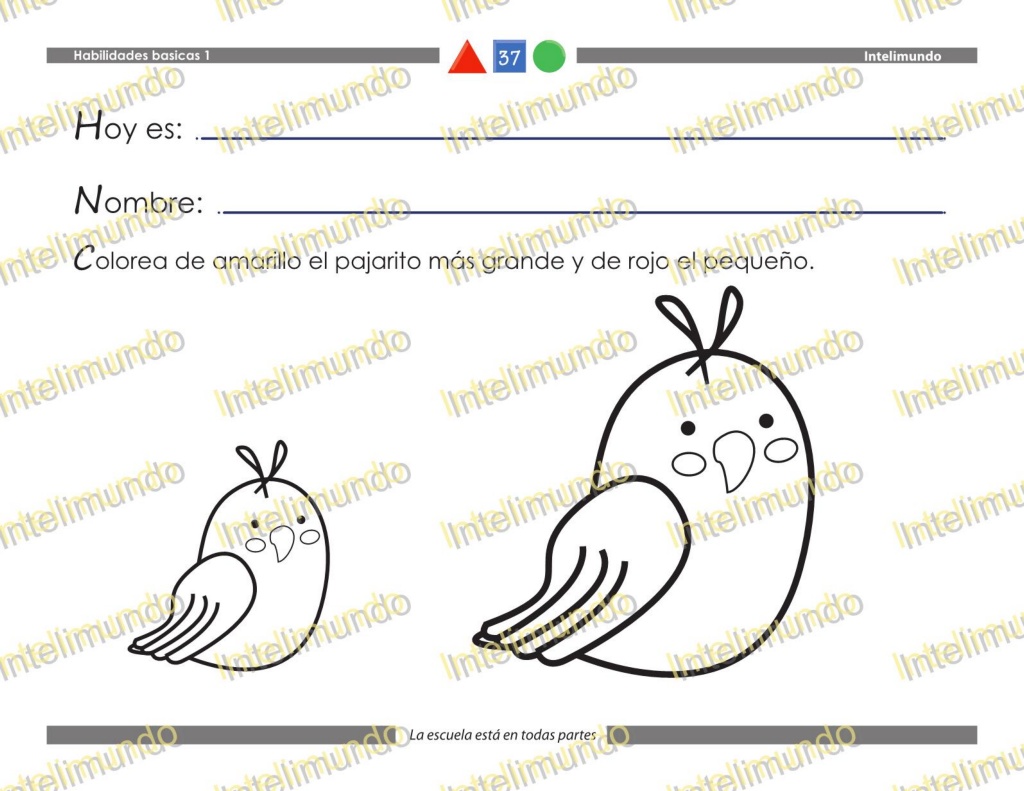 Habilidades basicas 1
37
Intelimundo
Hoy es:
Nombre:
Colorea de amarillo el pajarito más grande y de rojo el pequeño.
La escuela está en todas partes